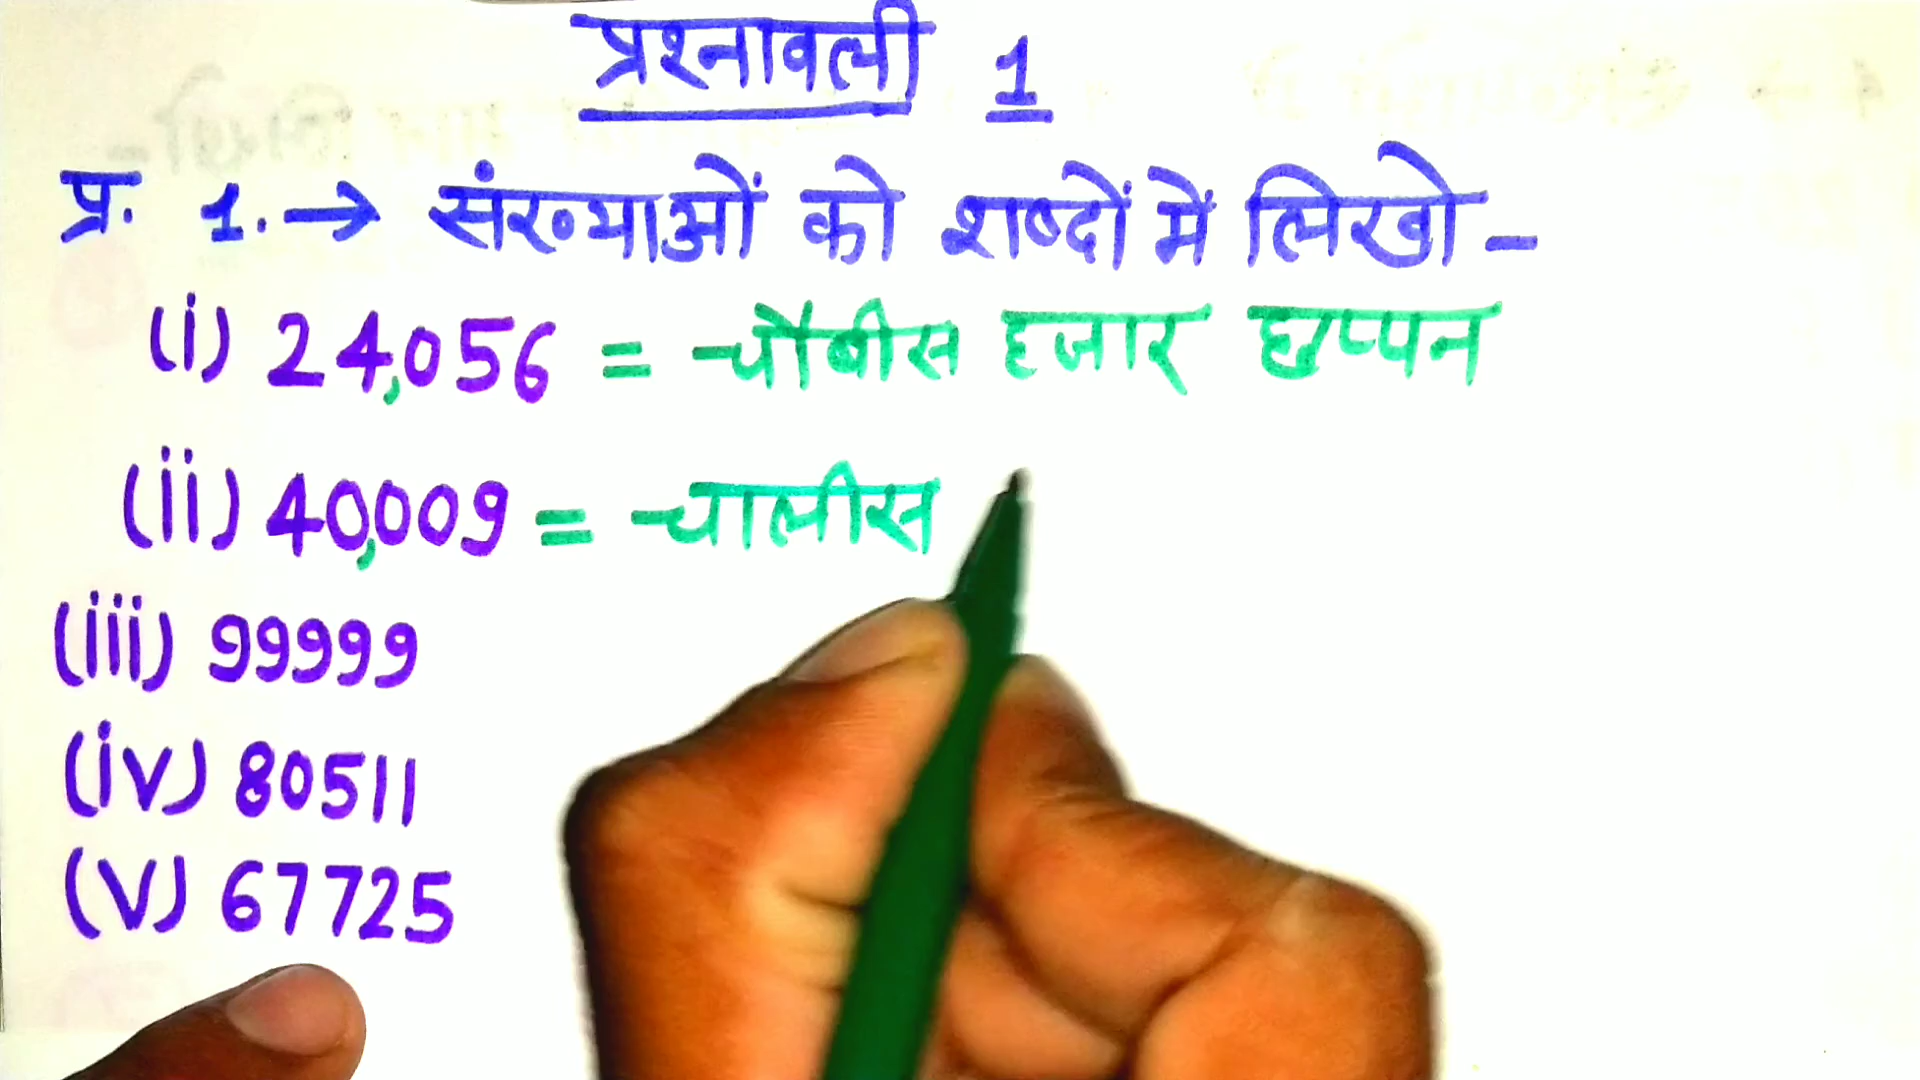 प्रश्नावली 1
प्र. 1.→ संख्याओं को शब्दों में लिखो –
(i) 24,056 = चौबीस हजार छप्पन
(ii) 40,009 = चालीस
(iii) 99999
(iv) 80511
(v) 67725